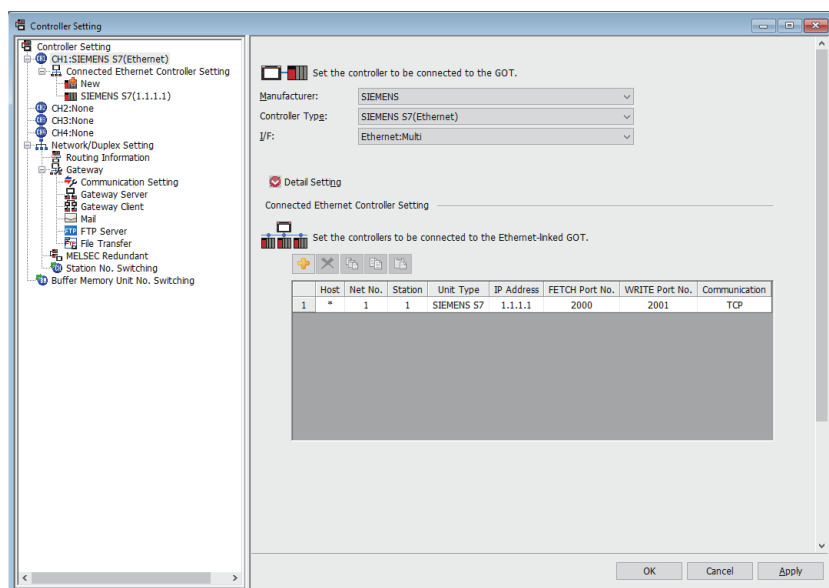 Controller Setting
Controller Setting
CH1:SIEMENS S7(Ethernet)
Connected Ethernet Controller Setting
New
SIEMENS S7(1.1.1.1)
CH2:None
CH3:None
CH4:None
Network/Duplex Setting
Routing Information
Gateway
Communication Setting
Gateway Server
Gateway Client
Mail
FTP Server
File Transfer
MELSEC Redundant
Station No. Switching
Buffer Memory Unit No. Switching
Set the controller to be connected to the GOT.
Manufacturer: SIEMENS
Controller Type: SIEMENS S7(Ethernet)
I/F: Ethernet:Multi
Detail Setting
Connected Ethernet Controller Setting
Set the controllers to be connected to the Ethernet-linked GOT.
Host Net No. Station Unit Type IP Address FETCH Port No. WRITE Port No. Communication
1 * 1 1 SIEMENS S7 1.1.1.1 2000 2001 TCP
OK Cancel Apply